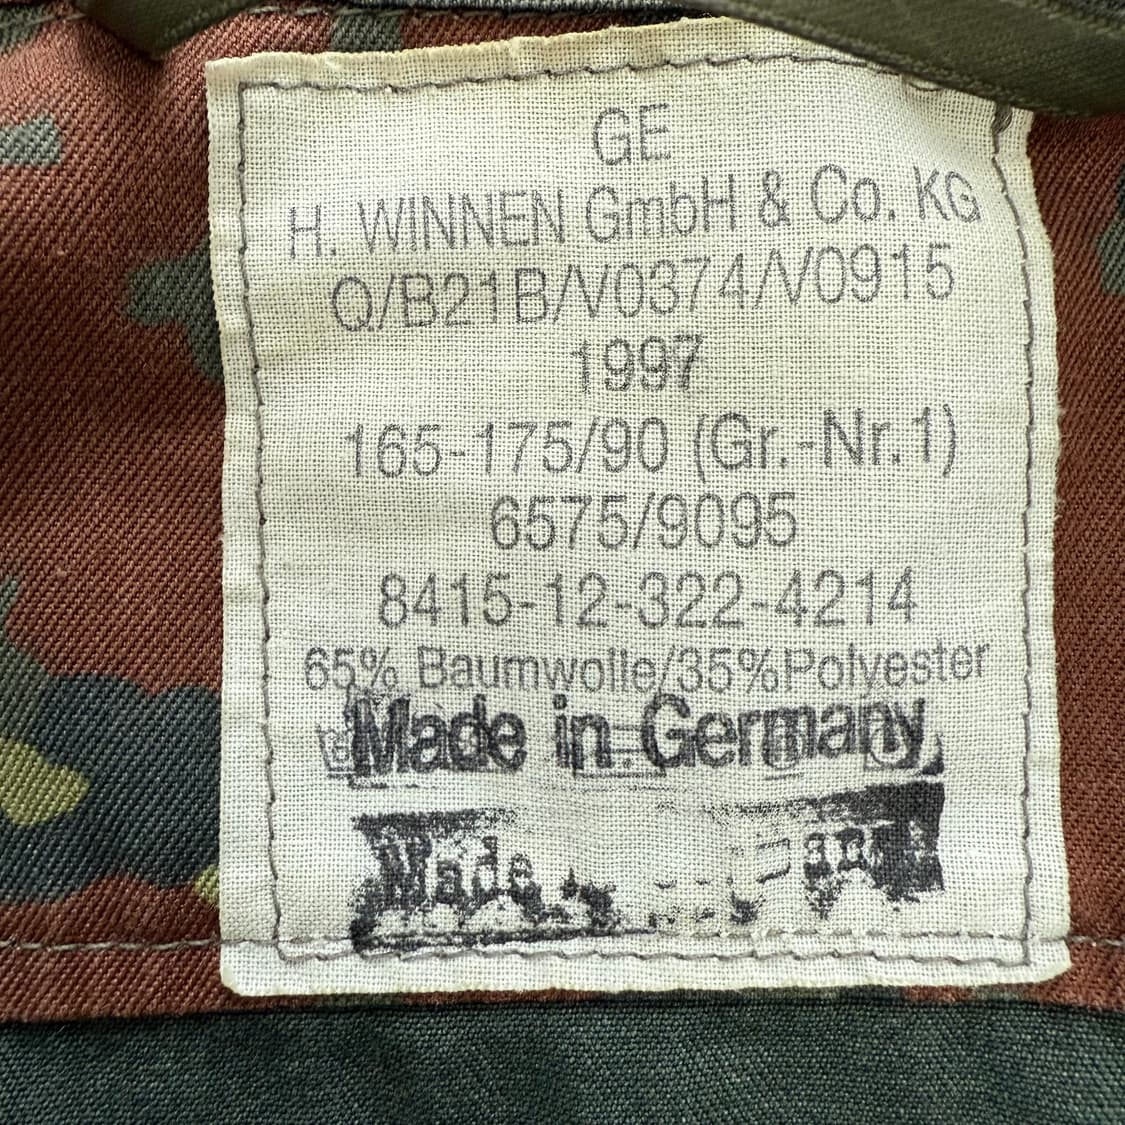 GE
H. WINNEN GmbH & Co. KG
Q/B21B/V0374/V0915
1997
165-175/90 (Gr.-Nr.1)
6575/9095
8415-12-322-4214
65% Baumwolle/35%Polyester
Made in Germany
Made